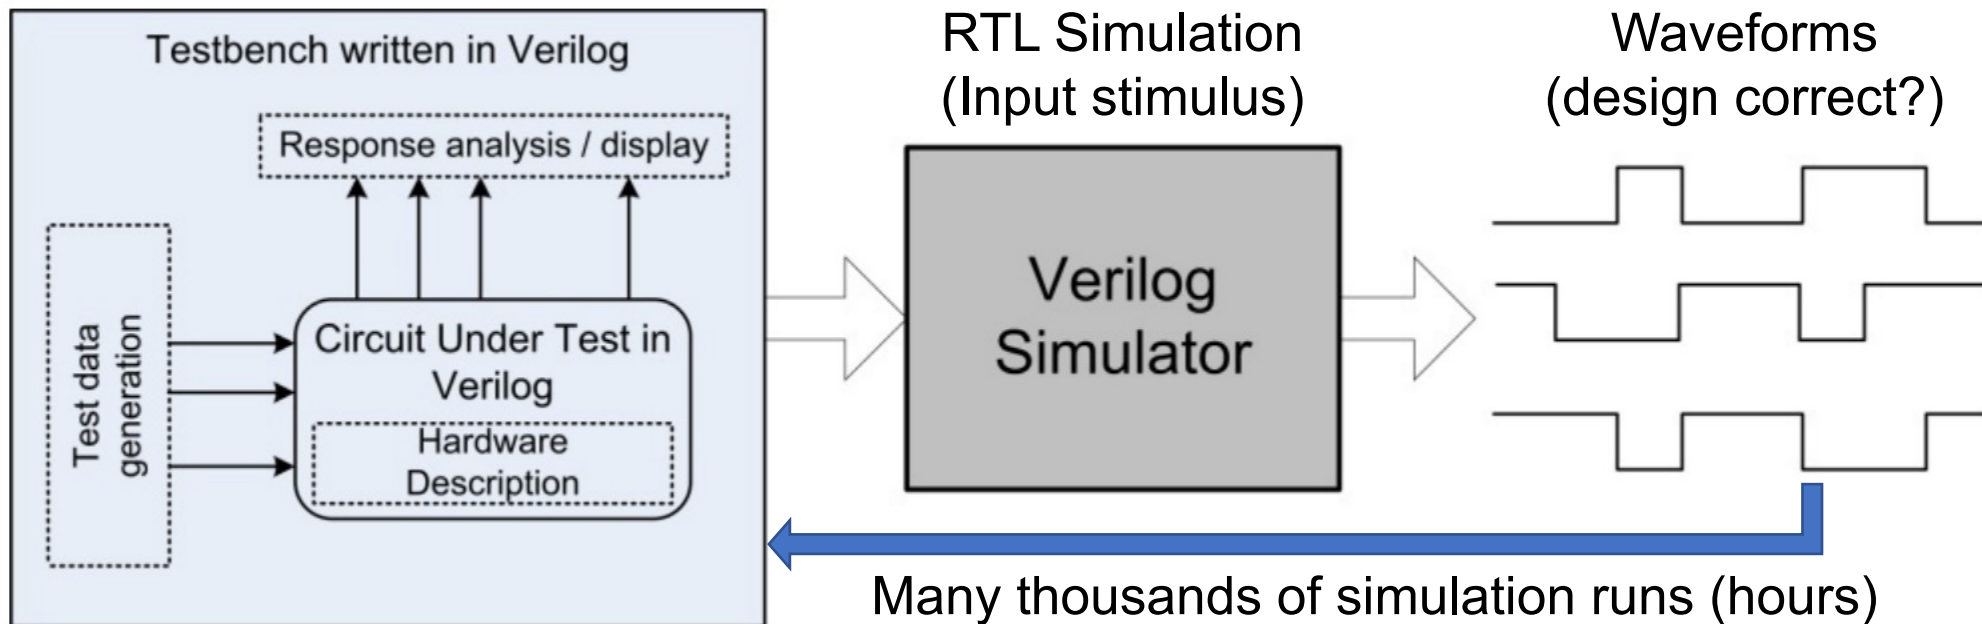 Testbench written in Verilog
Response analysis / display
Test data
generation
Circuit Under Test in
Verilog
Hardware
Description
RTL Simulation
(Input stimulus)
Verilog
Simulator
Waveforms
(design correct?)
Many thousands of simulation runs (hours)